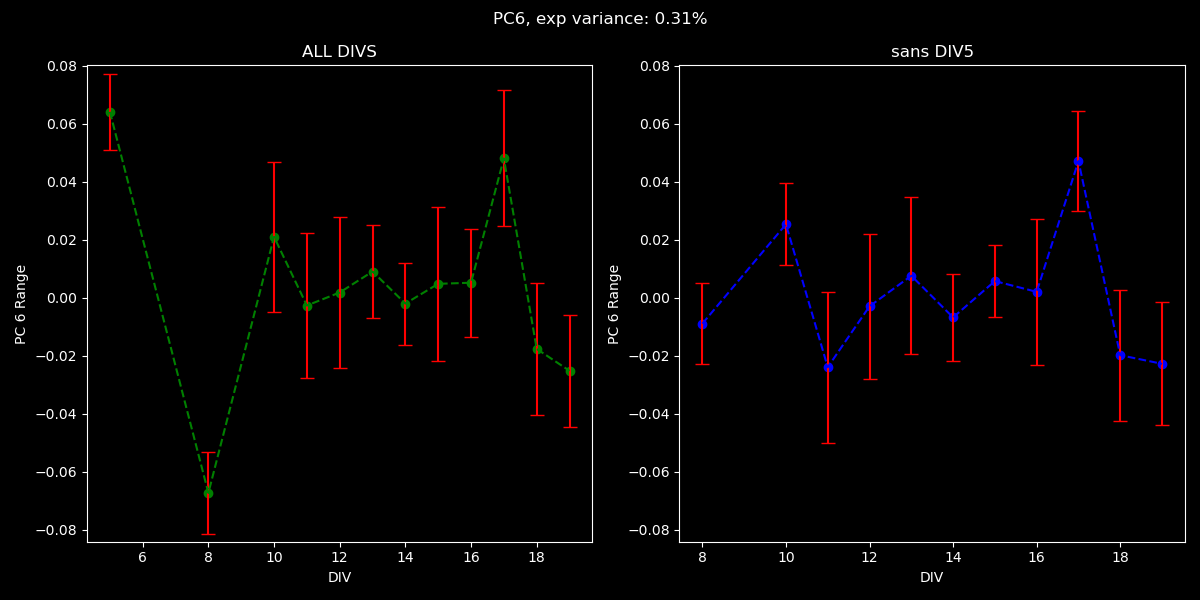 PC6, exp variance: 0.31%
ALL DIVS
0.08
0.06
0.04
0.02
0.00
−0.02
−0.04
−0.06
−0.08
PC 6 Range
6 8 10 12 14 16 18
DIV
sans DIV5
0.08
0.06
0.04
0.02
0.00
−0.02
−0.04
−0.06
−0.08
PC 6 Range
8 10 12 14 16 18
DIV